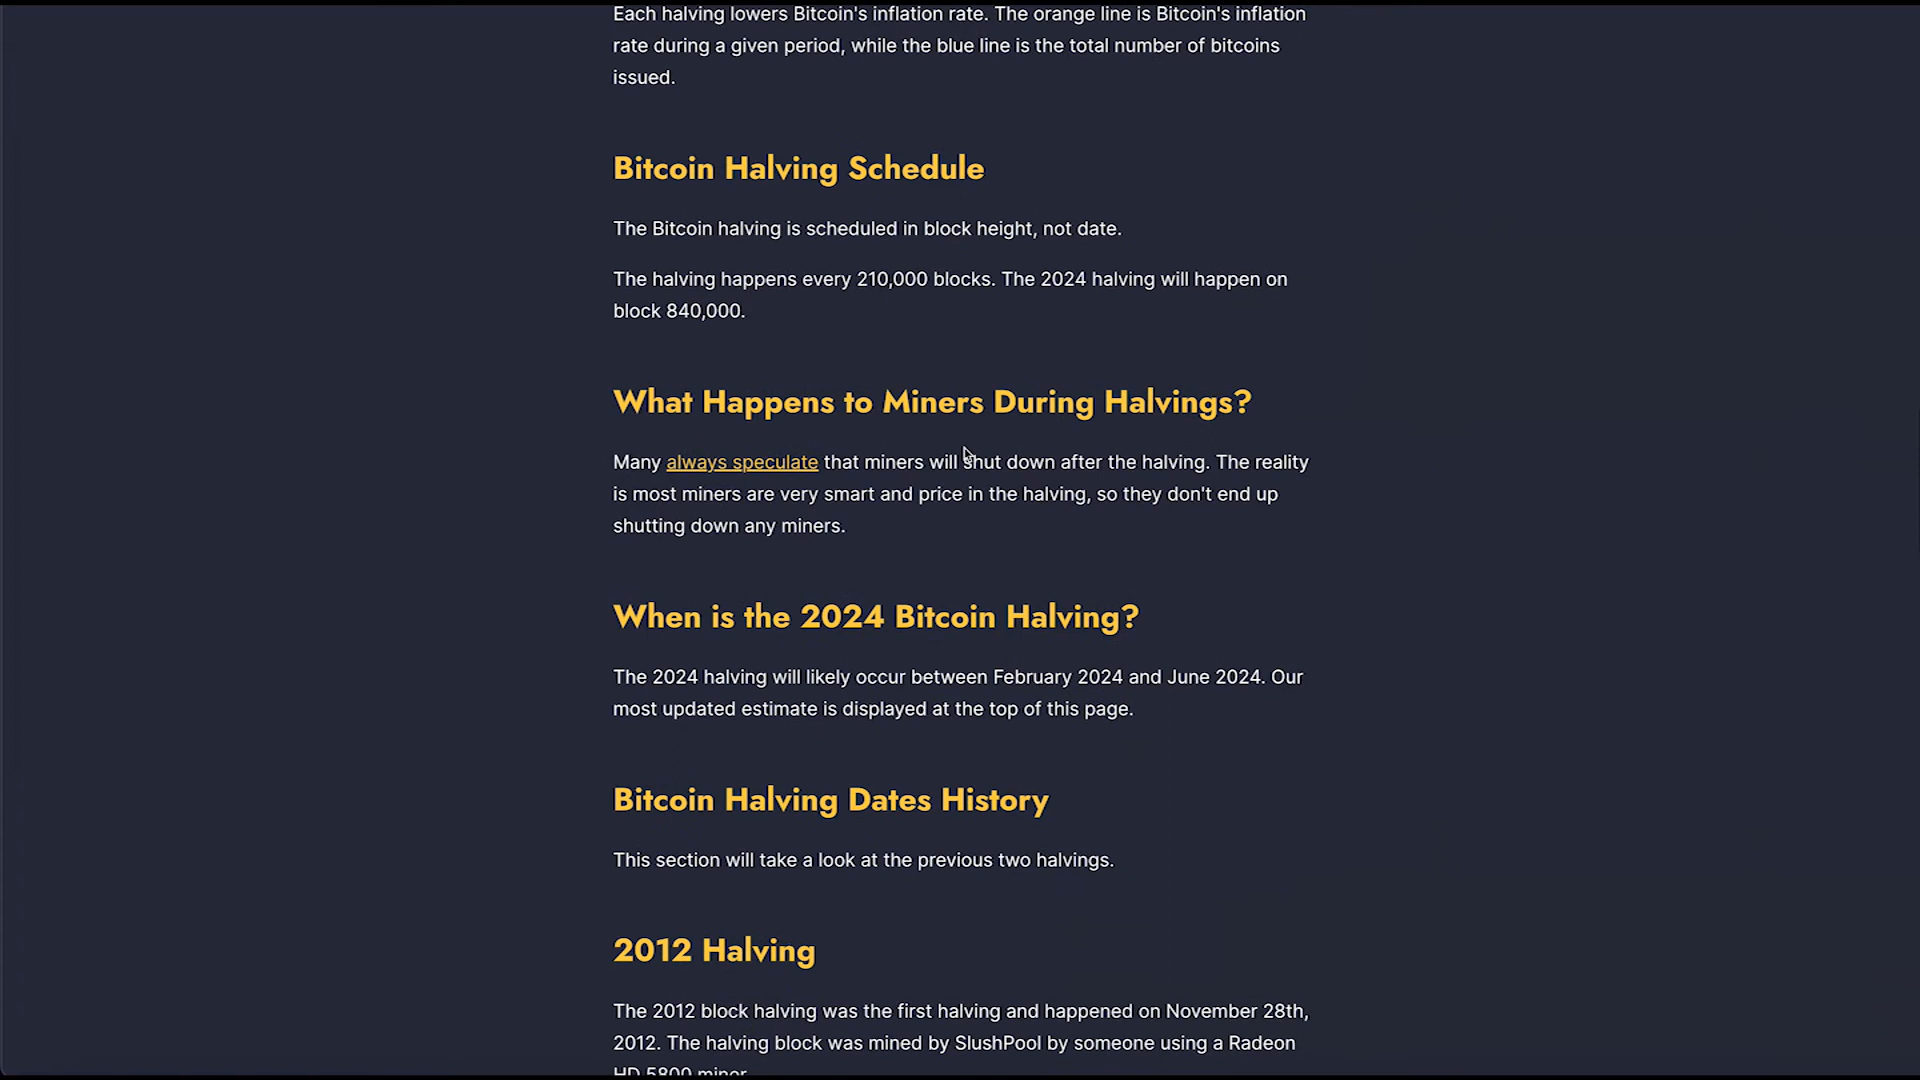 Each halving lowers Bitcoin's inflation rate. The orange line is Bitcoin's inflation
rate during a given period, while the blue line is the total number of bitcoins
issued.
Bitcoin Halving Schedule
The Bitcoin halving is scheduled in block height, not date.
The halving happens every 210,000 blocks. The 2024 halving will happen on
block 840,000.
What Happens to Miners During Halvings?
Many always speculate that miners will shut down after the halving. The reality
is most miners are very smart and price in the halving, so they don't end up
shutting down any miners.
When is the 2024 Bitcoin Halving?
The 2024 halving will likely occur between February 2024 and June 2024. Our
most updated estimate is displayed at the top of this page.
Bitcoin Halving Dates History
This section will take a look at the previous two halvings.
2012 Halving
The 2012 block halving was the first halving and happened on November 28th,
2012. The halving block was mined by SlushPool by someone using a Radeon
HD 5800 miner